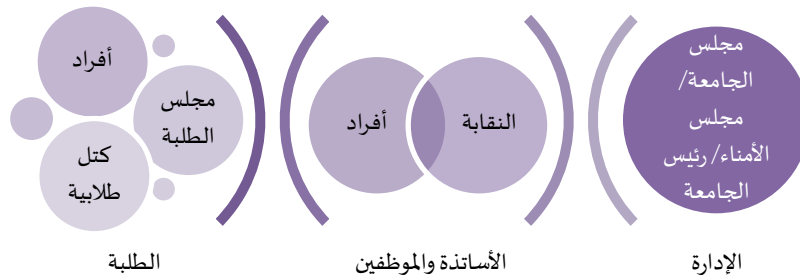 مجلس
الجامعة/
مجلس
الأمناء/ رئيس
الجامعة
الإدارة
النقابة
أفراد
الأساتذة والموظفين
أفراد
مجلس
الطلبة
كتل
طلابية
الطلبة